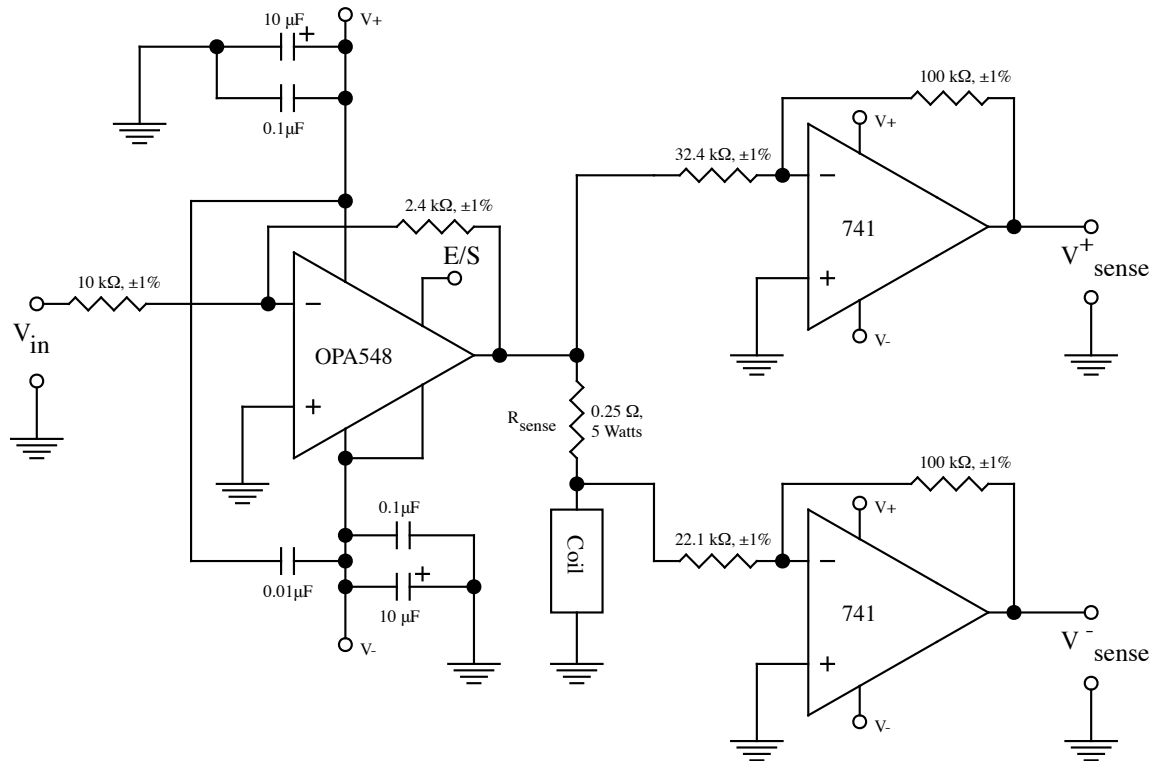 10 µF
+
V+
0.1µF
100 kΩ, ±1%
V+
32.4 kΩ, ±1%
−
741
+
V-
V+sense
2.4 kΩ, ±1%
E/S
10 kΩ, ±1%
Vin
−
OPA548
+
Rsense
0.25 Ω,
5 Watts
0.1µF
0.01µF
+
10 µF
V-
Coil
100 kΩ, ±1%
V+
22.1 kΩ, ±1%
−
741
+
V-
V-sense